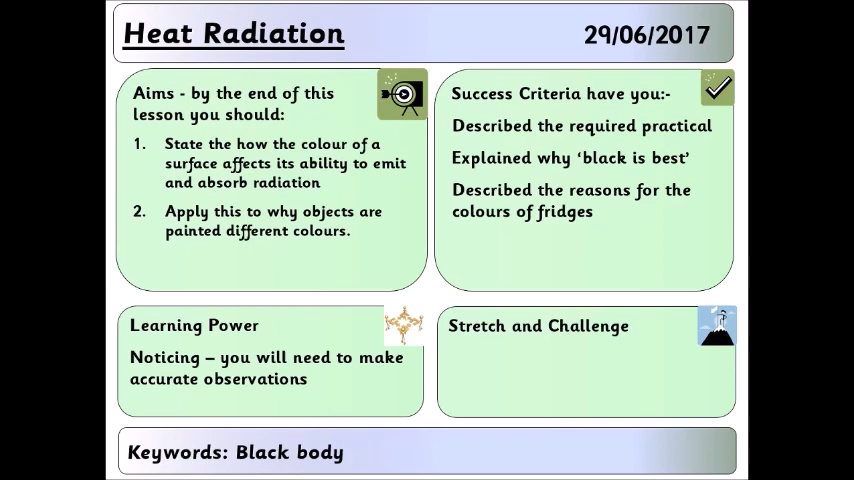 Heat Radiation
29/06/2017
Aims - by the end of this
lesson you should:
1. State the how the colour of a
surface affects its ability to emit
and absorb radiation
2. Apply this to why objects are
painted different colours.
Success Criteria have you:-
Described the required practical
Explained why ‘black is best’
Described the reasons for the
colours of fridges
Learning Power
Noticing – you will need to make
accurate observations
Stretch and Challenge
Keywords: Black body